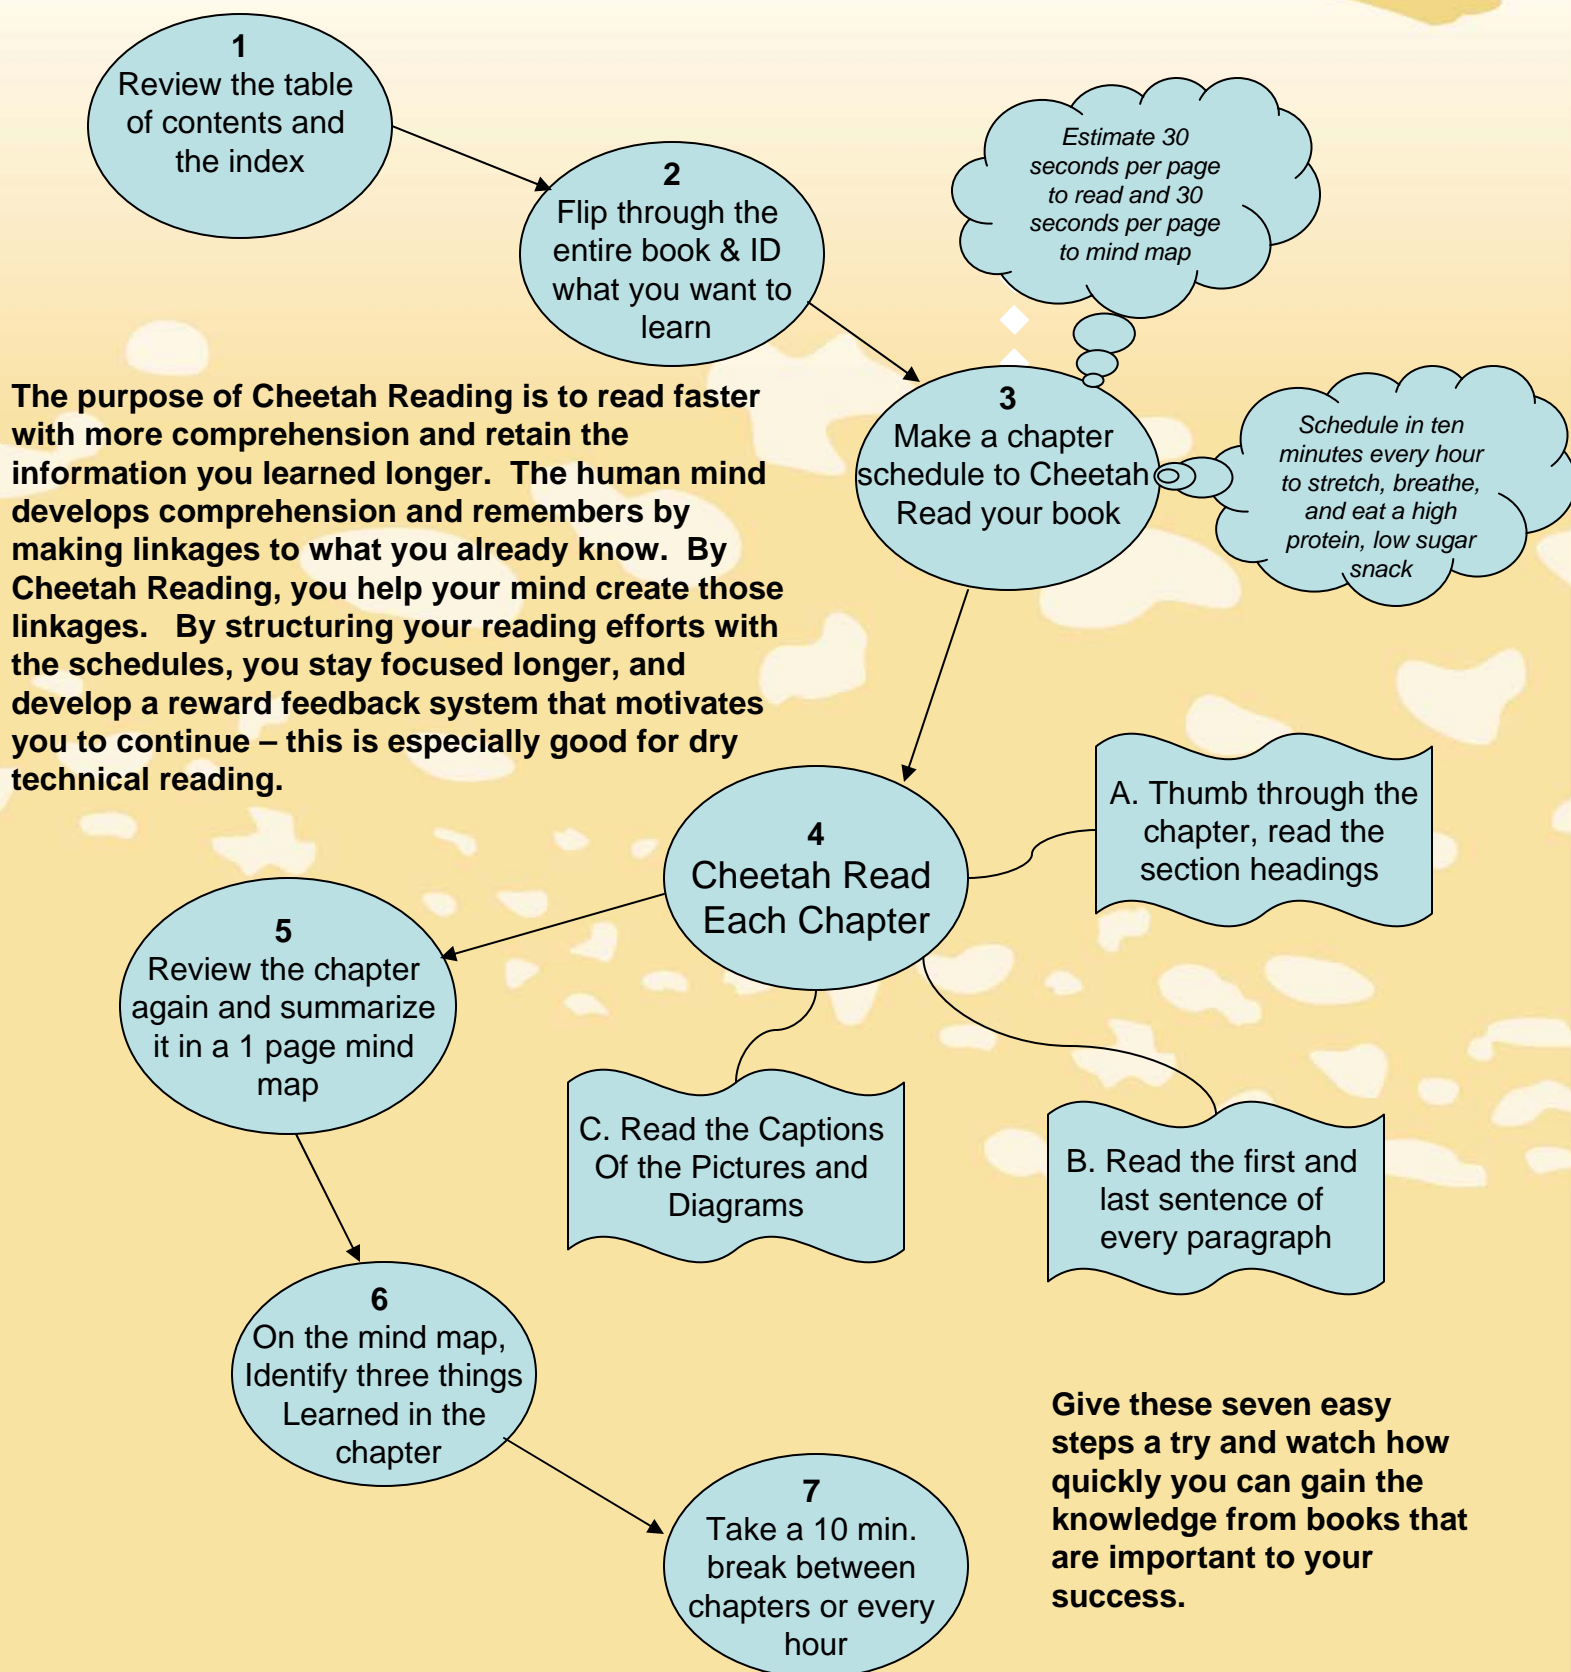 1
Review the table
of contents and
the index
2
Flip through the
entire book & ID
what you want to
learn
Estimate 30
seconds per page
to read and 30
seconds per page
to mind map
3
Make a chapter
schedule to Cheetah
Read your book
Schedule in ten
minutes every hour
to stretch, breathe,
and eat a high
protein, low sugar
snack
The purpose of Cheetah Reading is to read faster
with more comprehension and retain the
information you learned longer.  The human mind
develops comprehension and remembers by
making linkages to what you already know.  By
Cheetah Reading, you help your mind create those
linkages.   By structuring your reading efforts with
the schedules, you stay focused longer, and
develop a reward feedback system that motivates
you to continue – this is especially good for dry
technical reading.
4
Cheetah Read
Each Chapter
A. Thumb through the
chapter, read the
section headings
B. Read the first and
last sentence of
every paragraph
C. Read the Captions
Of the Pictures and
Diagrams
5
Review the chapter
again and summarize
it in a 1 page mind
map
6
On the mind map,
Identify three things
Learned in the
chapter
7
Take a 10 min.
break between
chapters or every
hour
Give these seven easy
steps a try and watch how
quickly you can gain the
knowledge from books that
are important to your
success.